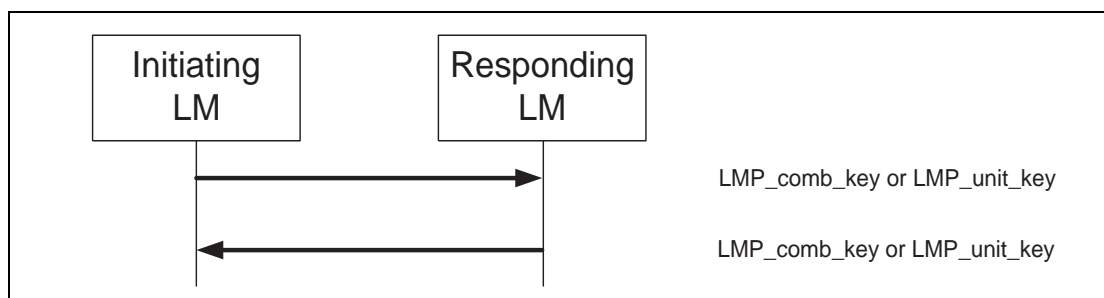 Initiating
LM
Responding
LM
LMP_comb_key or LMP_unit_key
LMP_comb_key or LMP_unit_key